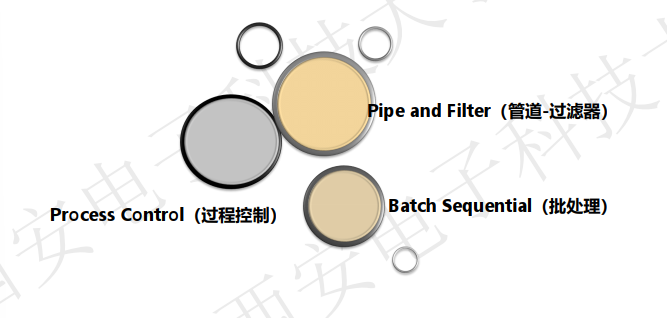 Pipe and Filter（管道-过滤器）
Process Control（过程控制）
Batch Sequential（批处理）
西安电子科技大
西安电子科技大